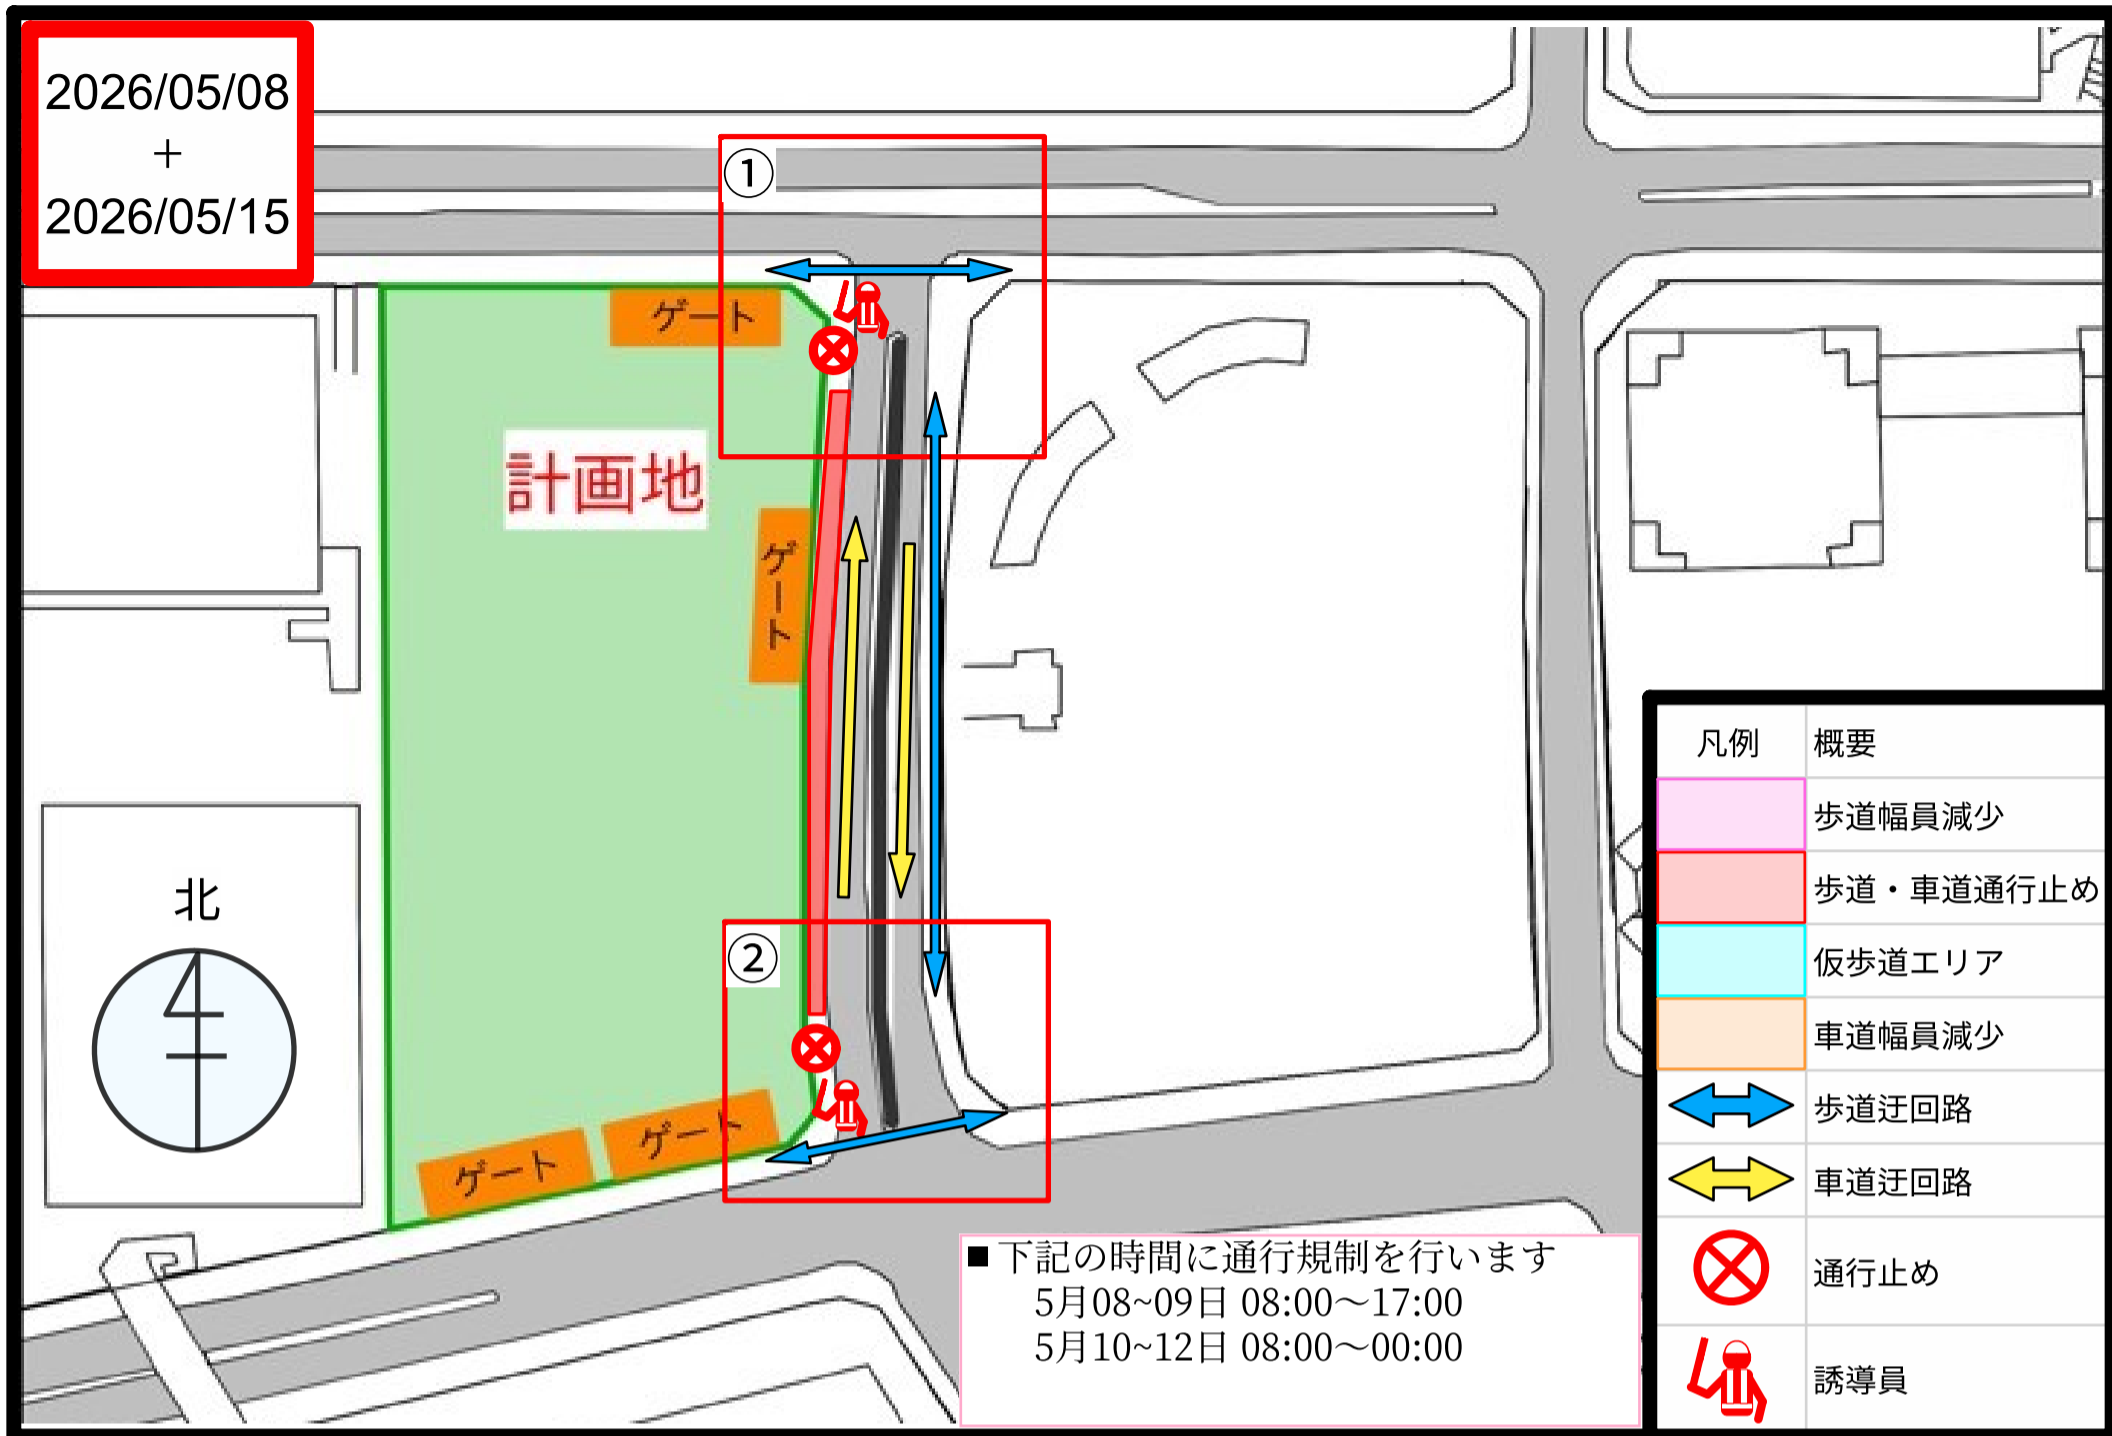 2026/05/08
+
2026/05/15
①
ゲート
計画地
ゲート
北
②
ゲート
ゲート
■ 下記の時間に通行規制を行います
5月08~09日 08:00～17:00
5月10~12日 08:00～00:00
凡例 概要
歩道幅員減少
歩道・車道通行止め
仮歩道エリア
車道幅員減少
歩道迂回路
車道迂回路
通行止め
誘導員